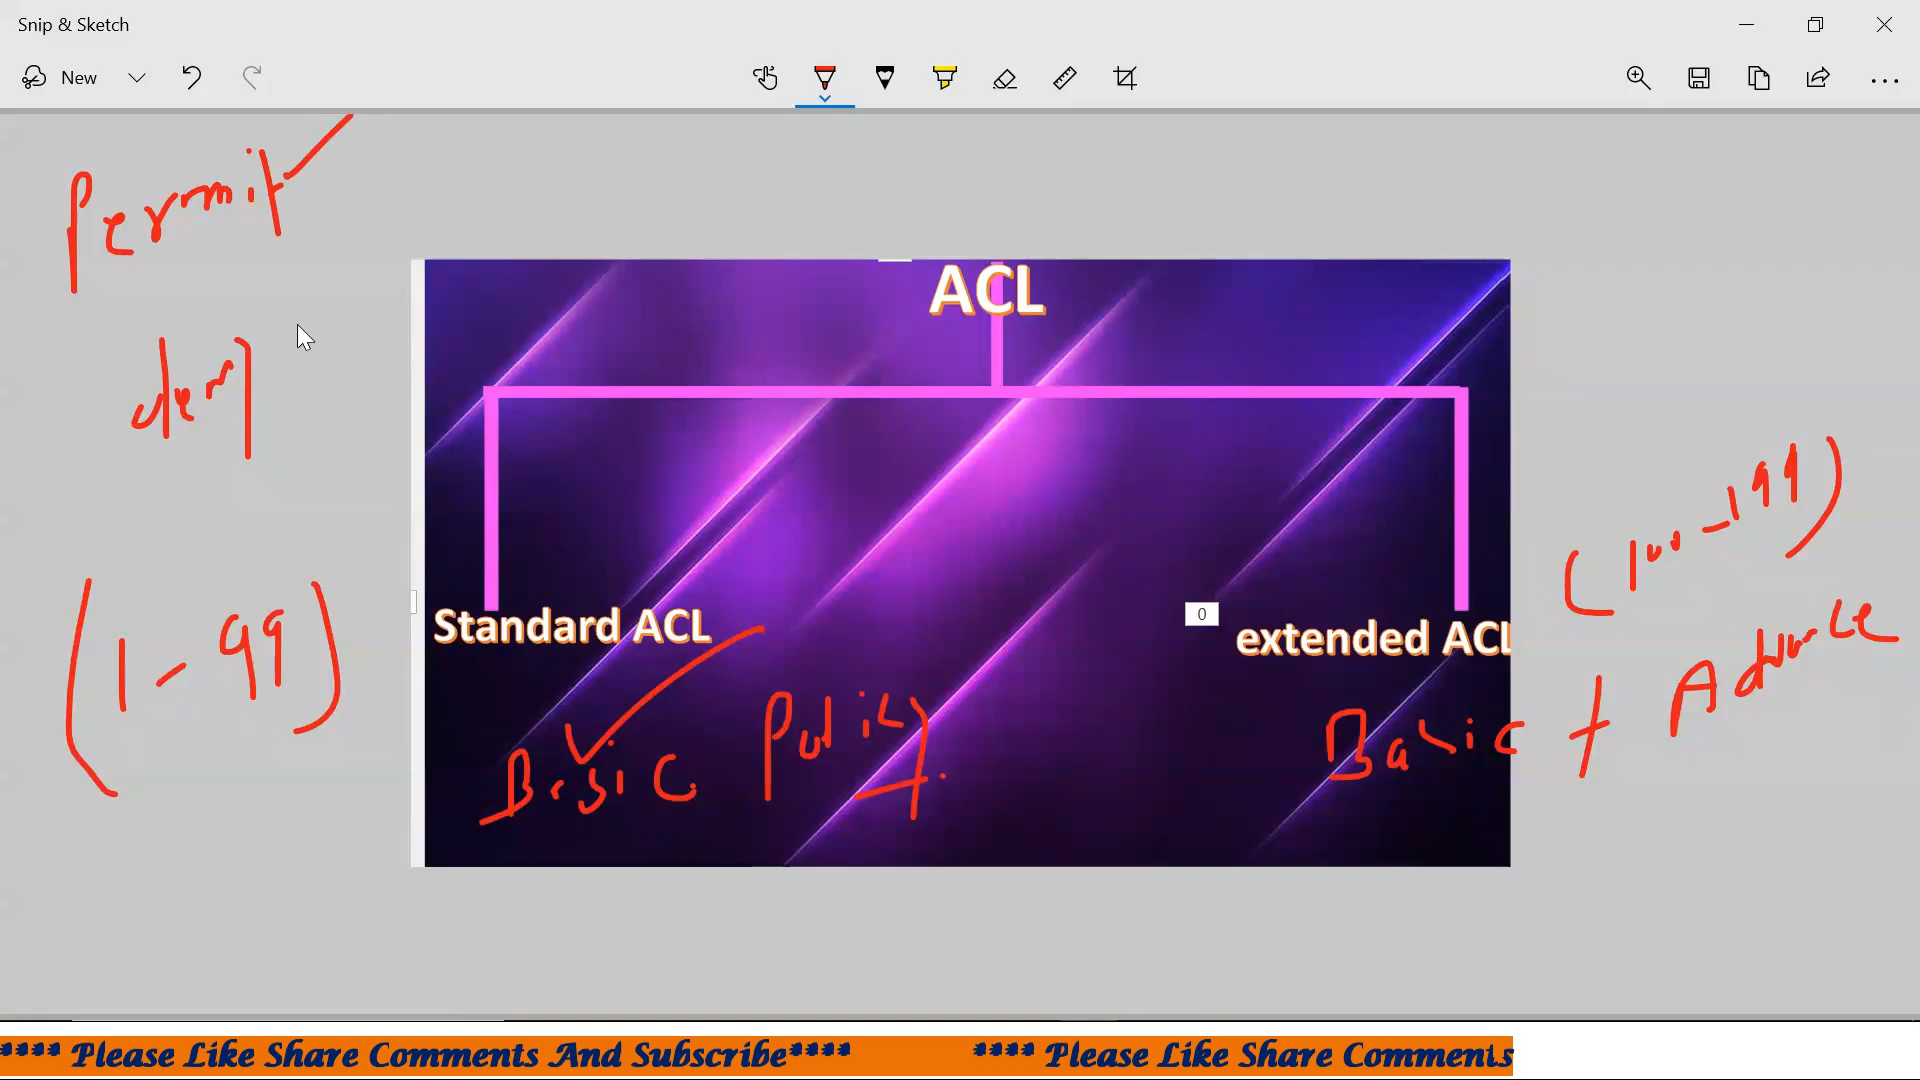 Snip & Sketch
New
Permit
deny
ACL
(1-99)
(100-199)
Standard ACL
0
extended ACL
Basic Policy
Basic + Advance
**** Please Like Share Comments And Subscribe**** **** Please Like Share Comments